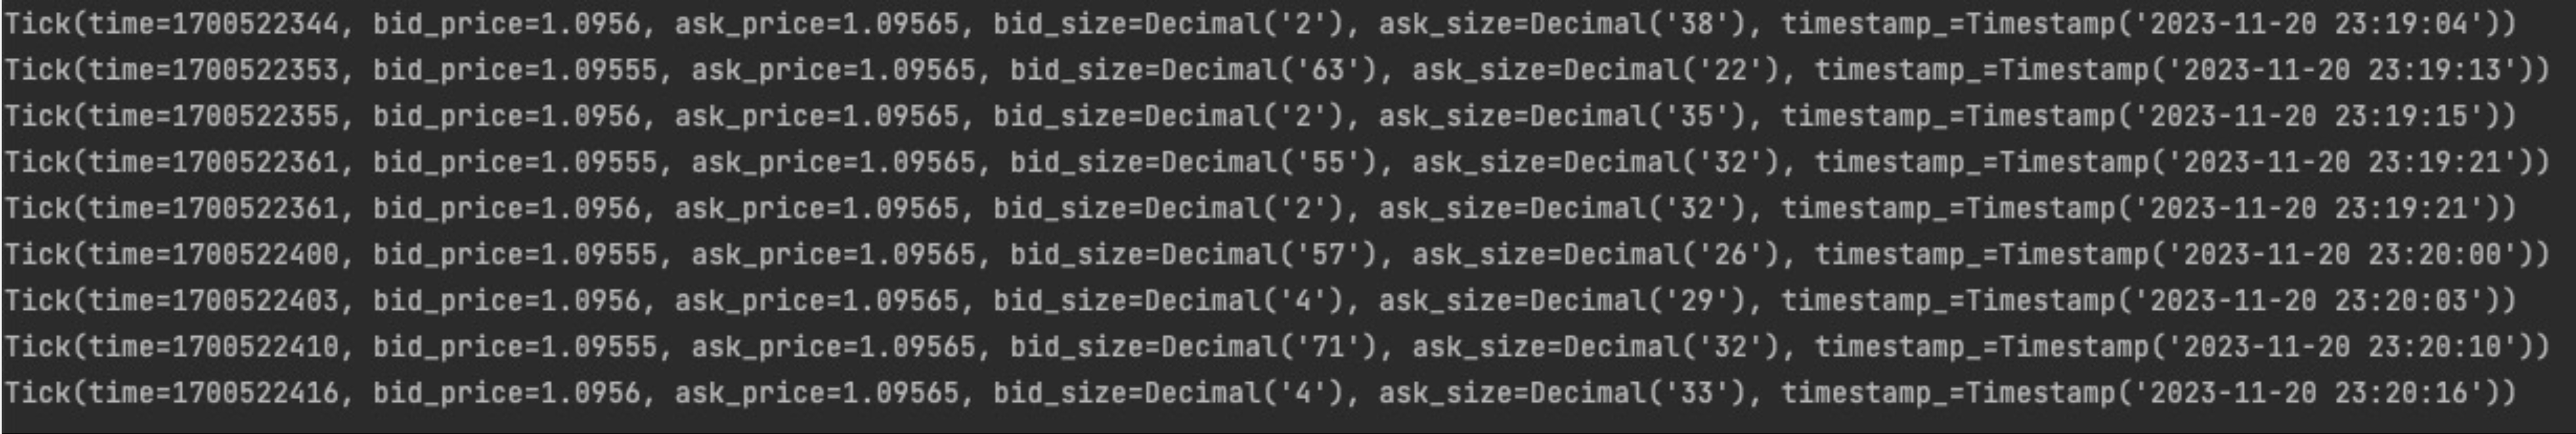 Tick(time=1700522344, bid_price=1.0956, ask_price=1.09565, bid_size=Decimal('2'), ask_size=Decimal('38'), timestamp_=Timestamp('2023-11-20 23:19:04'))
Tick(time=1700522353, bid_price=1.09555, ask_price=1.09565, bid_size=Decimal('63'), ask_size=Decimal('22'), timestamp_=Timestamp('2023-11-20 23:19:13'))
Tick(time=1700522355, bid_price=1.0956, ask_price=1.09565, bid_size=Decimal('2'), ask_size=Decimal('35'), timestamp_=Timestamp('2023-11-20 23:19:15'))
Tick(time=1700522361, bid_price=1.09555, ask_price=1.09565, bid_size=Decimal('55'), ask_size=Decimal('32'), timestamp_=Timestamp('2023-11-20 23:19:21'))
Tick(time=1700522361, bid_price=1.0956, ask_price=1.09565, bid_size=Decimal('2'), ask_size=Decimal('32'), timestamp_=Timestamp('2023-11-20 23:19:21'))
Tick(time=1700522400, bid_price=1.09555, ask_price=1.09565, bid_size=Decimal('57'), ask_size=Decimal('26'), timestamp_=Timestamp('2023-11-20 23:20:00'))
Tick(time=1700522403, bid_price=1.0956, ask_price=1.09565, bid_size=Decimal('4'), ask_size=Decimal('29'), timestamp_=Timestamp('2023-11-20 23:20:03'))
Tick(time=1700522410, bid_price=1.09555, ask_price=1.09565, bid_size=Decimal('71'), ask_size=Decimal('32'), timestamp_=Timestamp('2023-11-20 23:20:10'))
Tick(time=1700522416, bid_price=1.0956, ask_price=1.09565, bid_size=Decimal('4'), ask_size=Decimal('33'), timestamp_=Timestamp('2023-11-20 23:20:16'))